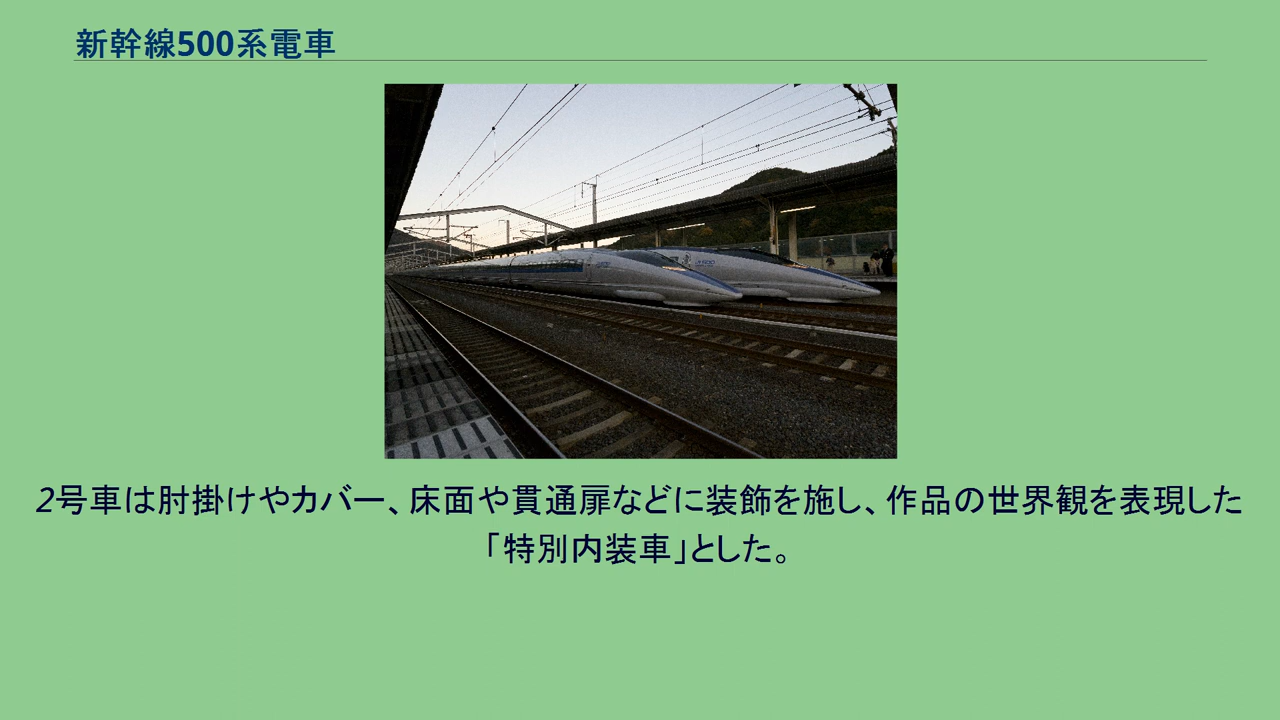 新幹線500系電車
2号車は肘掛けやカバー、床面や貫通扉などに装飾を施し、作品の世界観を表現した
「特別内装車」とした。